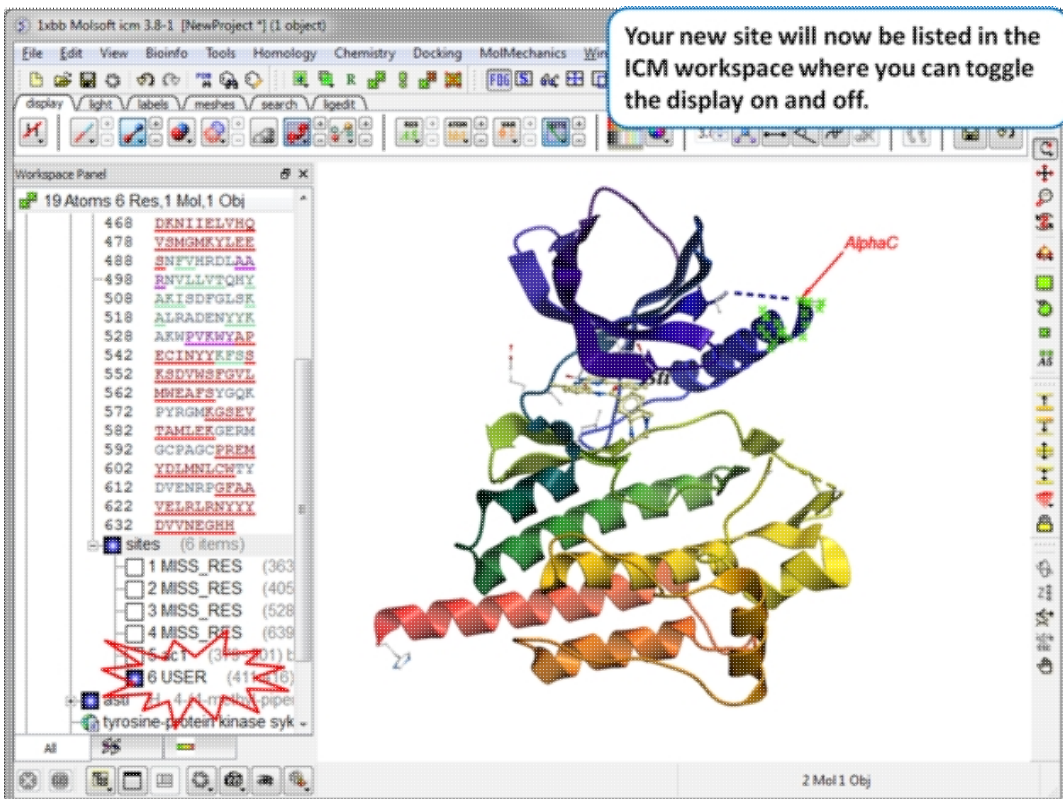 1xbb Molsoft icm 3.8-1 [NewProject *] (1 object)
Your new site will now be listed in the
ICM workspace where you can toggle
the display on and off.
File Edit View Bioinfo Tools Homology Chemistry Docking MolMechanics
display light labels meshes search ligedit
Workspace Panel
19 Atoms 6 Res,1 Mol,1 Obj
468 DKNIIELVHQ
478 VSMGMKYLEE
488 SNFVHRDLAA
498 RNVLLVTQHY
508 AKISDFGLSK
518 ALRADENYYK
528 AKWPVKWYAP
542 ECINYYKFSS
552 KSDVWSFGVL
562 MWEAFSYGQK
572 PYRGMKGSEV
582 TAMLEKGERM
592 GCPAGCPREM
602 YDLMNLCWTY
612 DVENRPGFAA
622 VELRLRNYYY
632 DVVNEGHH
sites (6 items)
1 MISS_RES (363
2 MISS_RES (405
3 MISS_RES (528
4 MISS_RES (639
6 USER
tyrosine-protein kinase syk
All
AlphaC
2 Mol 1 Obj